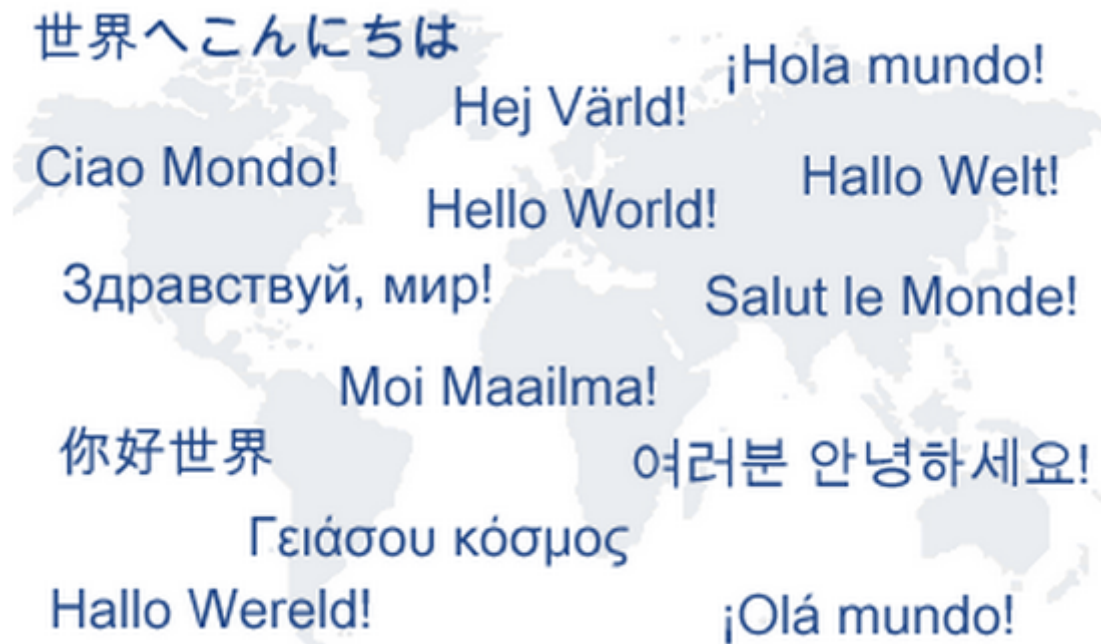 世界へこんにちは
¡Hola mundo!
Hej Värld!
Ciao Mondo!
Hallo Welt!
Hello World!
Здравствуй, мир!
Salut le Monde!
Moi Maailma!
你好世界
여러분 안녕하세요!
Γειάσου κόσμος
Hallo Wereld!
¡Olá mundo!